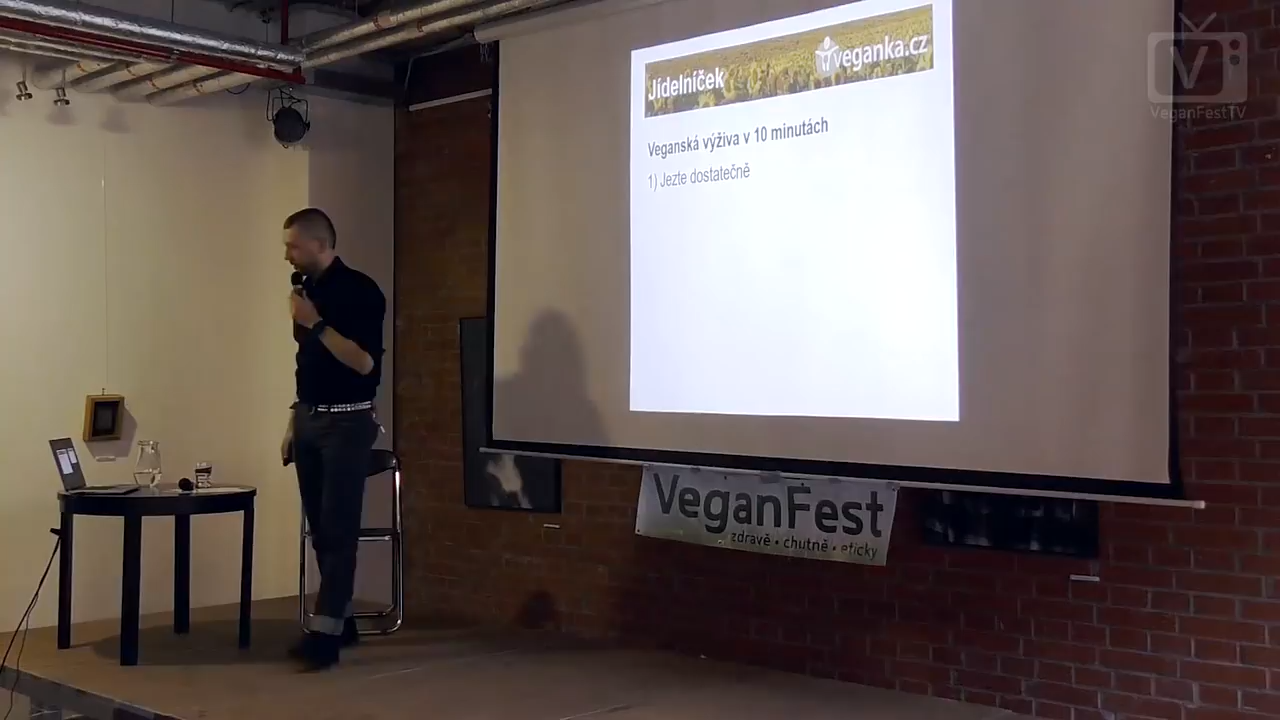 Jídelníček
veganka.cz
Veganská výživa v 10 minutách
1) Jezte dostatečně
VeganFest
zdravě • chutně • eticky
V
VeganFestTV